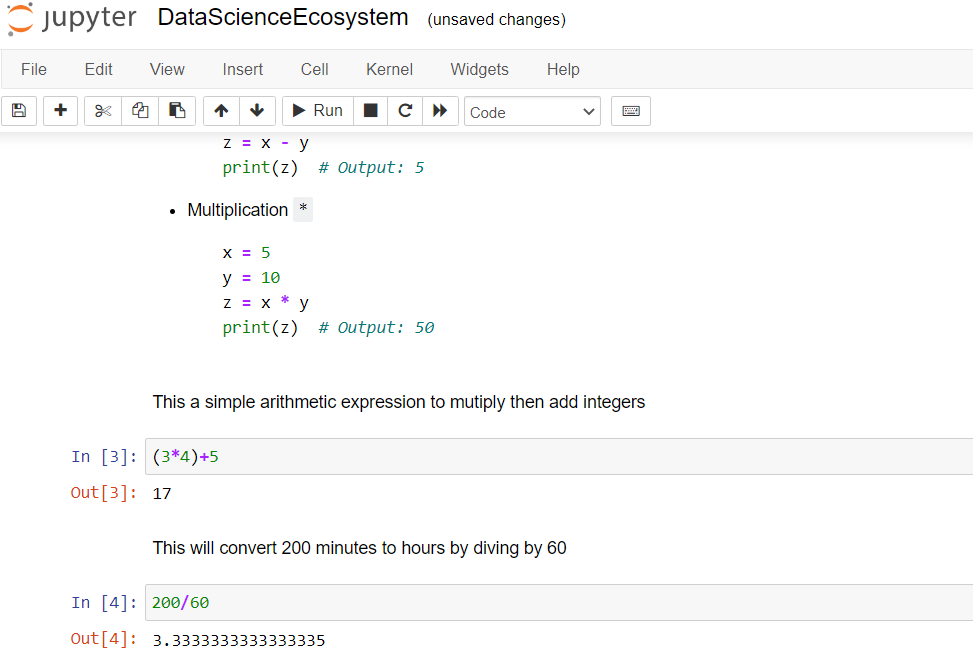 jupyter DataScienceEcosystem (unsaved changes)
File Edit View Insert Cell Kernel Widgets Help
Run Code
z = x - y
print(z)  # Output: 5
• Multiplication *
x = 5
y = 10
z = x * y
print(z)  # Output: 50
This a simple arithmetic expression to mutiply then add integers
In [3]: (3*4)+5
Out[3]: 17
This will convert 200 minutes to hours by diving by 60
In [4]: 200/60
Out[4]: 3.3333333333333335